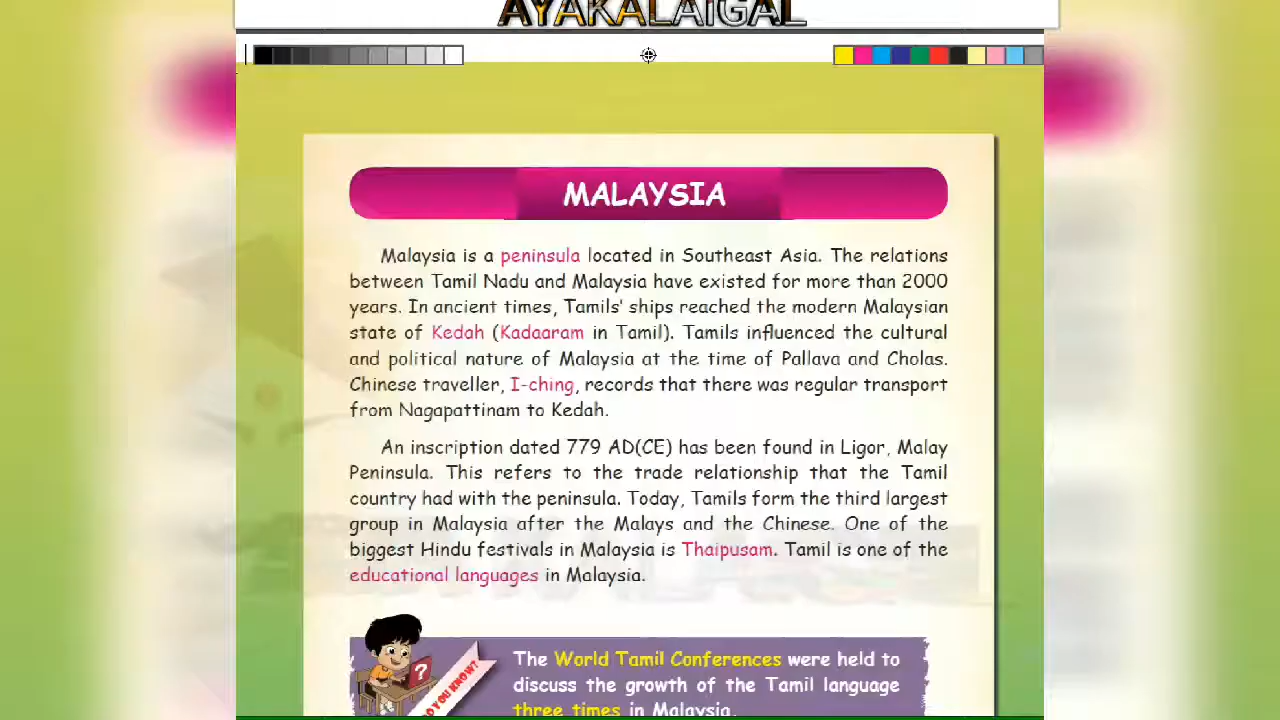 AYAKALAIGAL
MALAYSIA
Malaysia is a peninsula located in Southeast Asia. The relations
between Tamil Nadu and Malaysia have existed for more than 2000
years. In ancient times, Tamils' ships reached the modern Malaysian
state of Kedah (Kadaaram in Tamil). Tamils influenced the cultural
and political nature of Malaysia at the time of Pallava and Cholas.
Chinese traveller, I-ching, records that there was regular transport
from Nagapattinam to Kedah.
An inscription dated 779 AD(CE) has been found in Ligor, Malay
Peninsula. This refers to the trade relationship that the Tamil
country had with the peninsula. Today, Tamils form the third largest
group in Malaysia after the Malays and the Chinese. One of the
biggest Hindu festivals in Malaysia is Thaipusam. Tamil is one of the
educational languages in Malaysia.
?
O YOU KNOW?
The World Tamil Conferences were held to
discuss the growth of the Tamil language
three times in Malaysia.